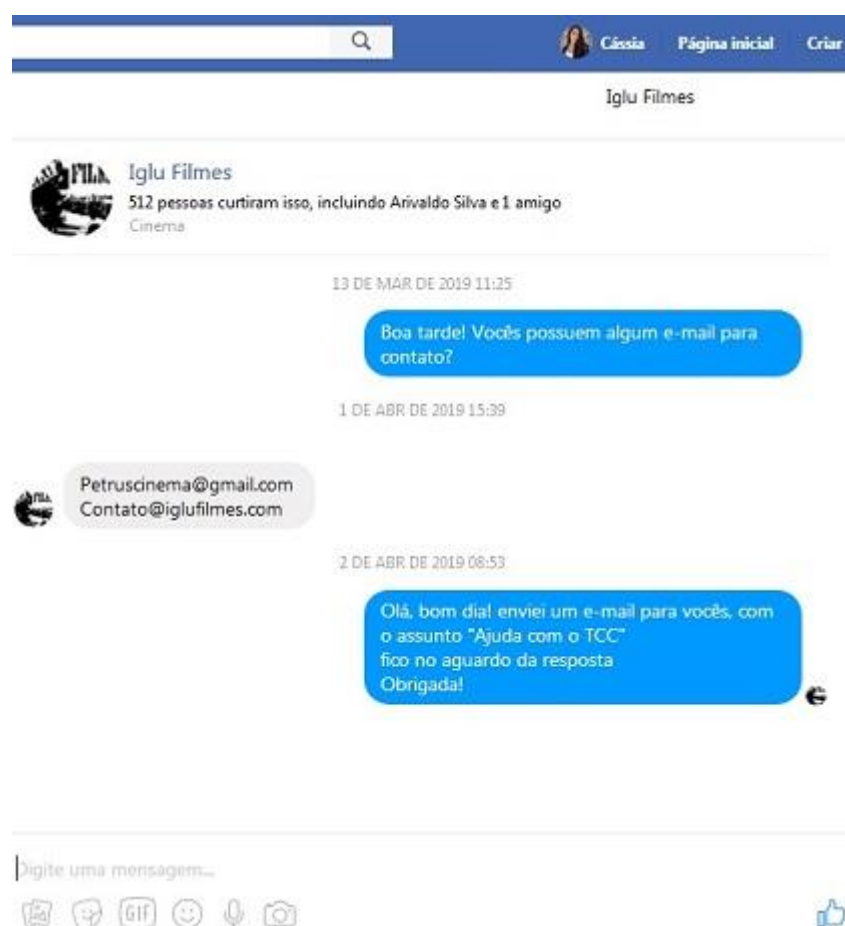 Cássia Página inicial Criar
Iglu Filmes
FILA
Iglu Filmes
512 pessoas curtiram isso, incluindo Arivaldo Silva e 1 amigo
Cinema
13 DE MAR DE 2019 11:25
Boa tarde! Vocês possuem algum e-mail para
contato?
1 DE ABR DE 2019 15:39
Petruscinema@gmail.com
Contato@iglufilmes.com
2 DE ABR DE 2019 08:53
Olá, bom dia! enviei um e-mail para vocês, com
o assunto "Ajuda com o TCC"
fico no aguardo da resposta
Obrigada!
Digite uma mensagem...
GIF